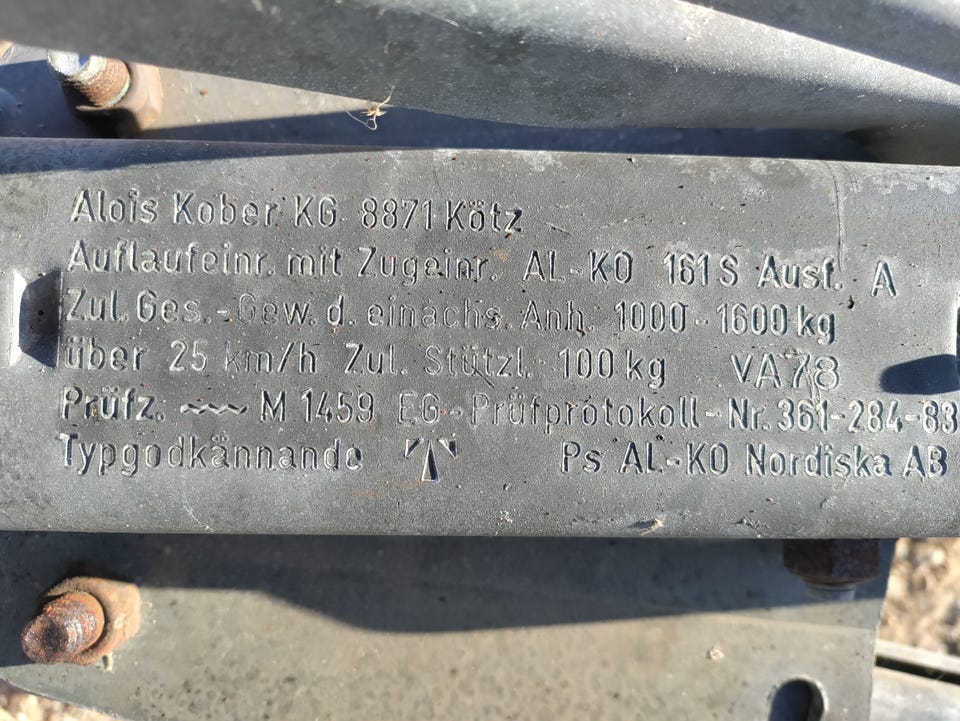 Alois Kober KG 8871 Kötz
Auflaufeinr. mit Zugeinr. AL-KO 161 S Ausf. A
Zul. Ges.-Gew. d. einachs. Anh. 1000-1600 kg
über 25 km/h Zul. Stützl. 100 kg VA78
Prüfz. ~~~ M 1459 EG-Prüfprotokoll-Nr. 361-284-83
Typgodkännande Ps AL-KO Nordiska AB